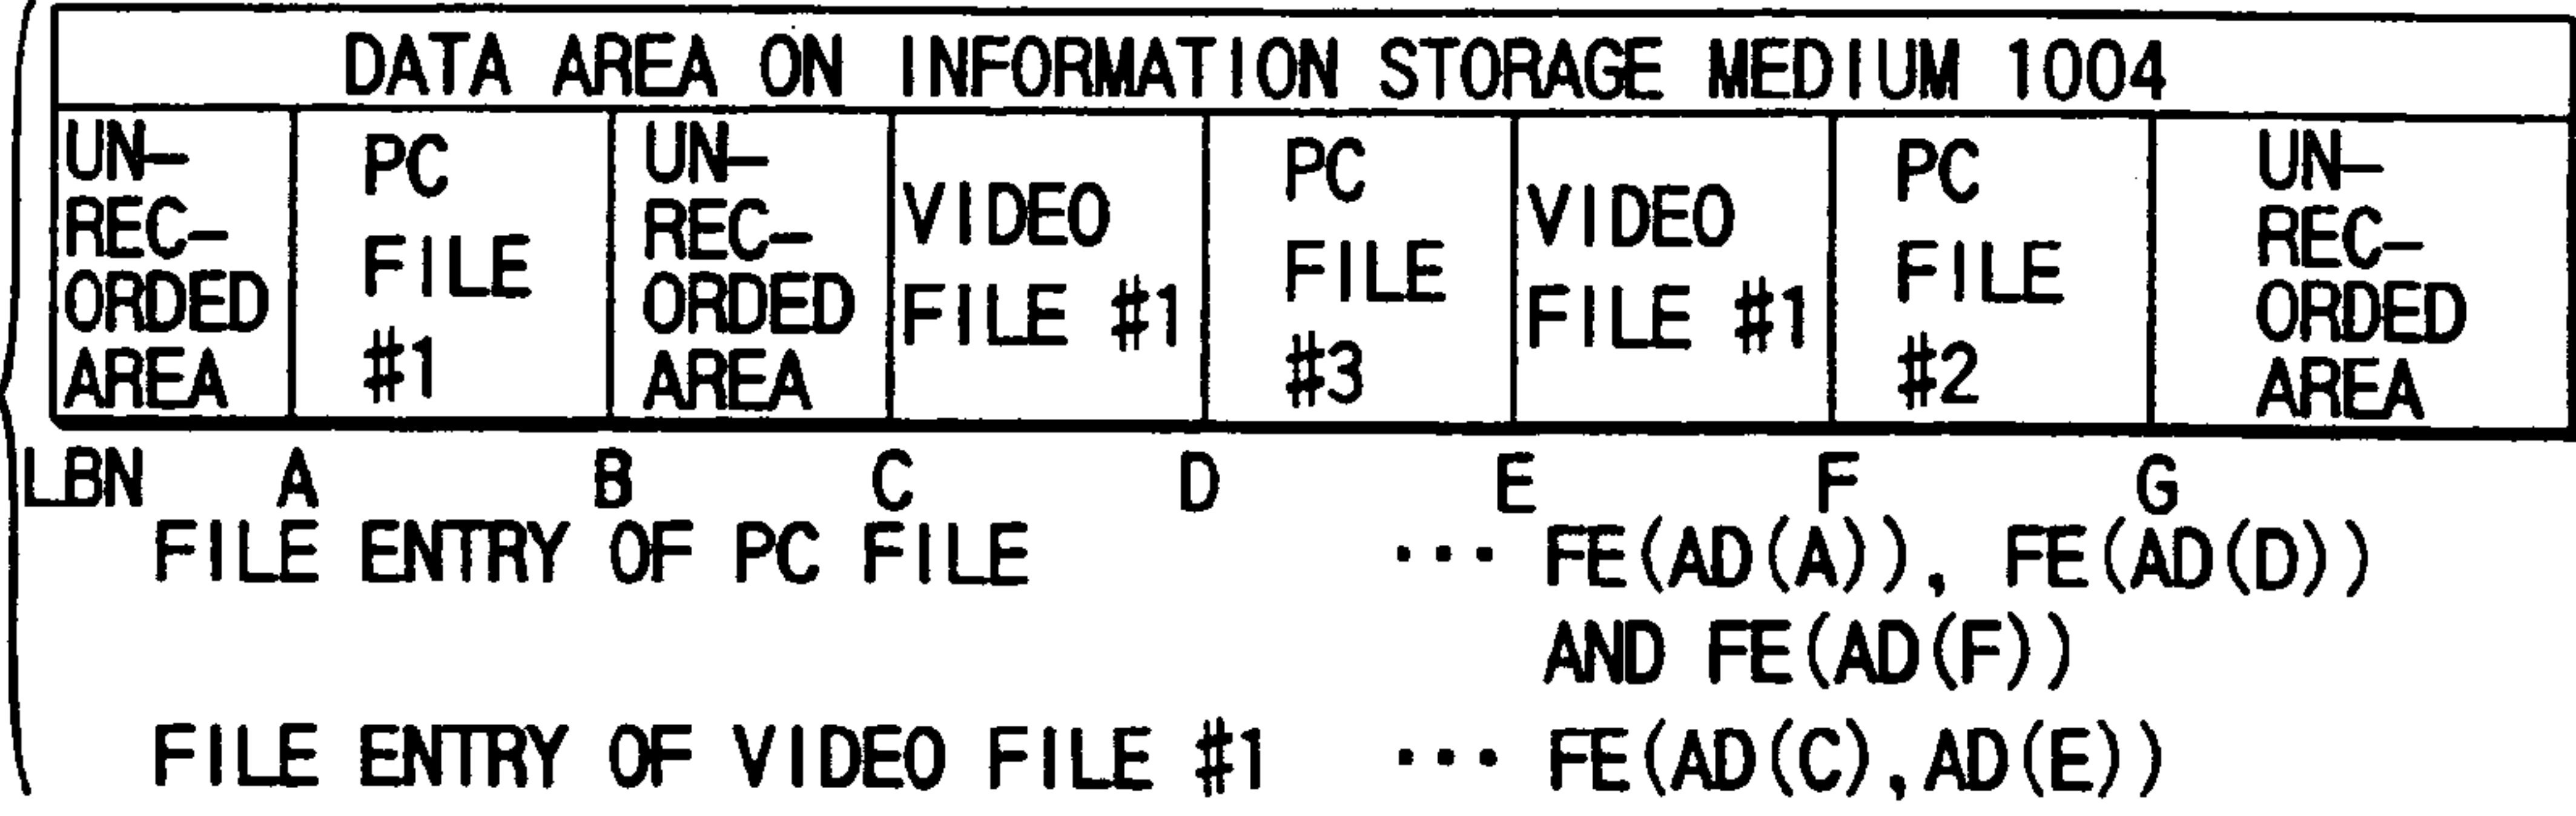 DATA AREA ON INFORMATION STORAGE MEDIUM 1004
UN-
REC-
ORDED
AREA
PC
FILE
#1
UN-
REC-
ORDED
AREA
VIDEO
FILE #1
PC
FILE
#3
VIDEO
FILE #1
PC
FILE
#2
UN-
REC-
ORDED
AREA
LBN A B C D E F G
FILE ENTRY OF PC FILE ··· FE(AD(A)), FE(AD(D))
AND FE(AD(F))
FILE ENTRY OF VIDEO FILE #1 ··· FE(AD(C),AD(E))